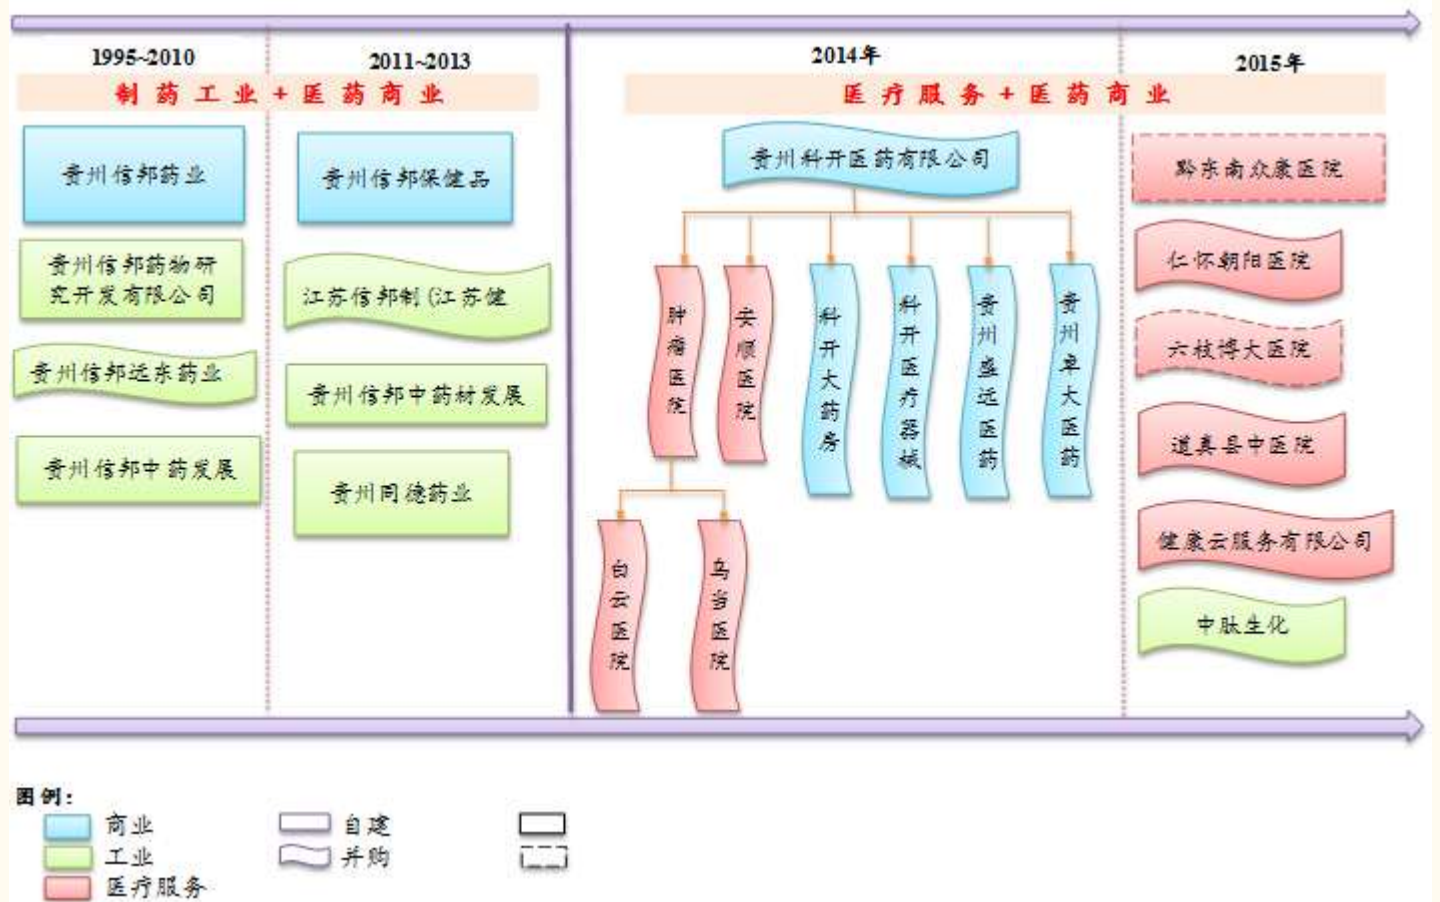 1995~2010
2011~2013
2014年
2015年
制药工业+医药商业
医疗服务+医药商业
贵州信邦药业
贵州信邦药物研
究开发有限公司
贵州信邦远东药业
贵州信邦中药发展
贵州信邦保健品
江苏信邦制(江苏健
贵州信邦中药材发展
贵州同德药业
贵州科开医药有限公司
肿瘤医院
安顺医院
科开大药房
科开医疗器械
贵州盛远医药
贵州卓大医药
白云医院
乌当医院
黔东南众康医院
仁怀朝阳医院
六枝博大医院
道真县中医院
健康云服务有限公司
中肽生化
图例:
商业
工业
医疗服务
自建
并购